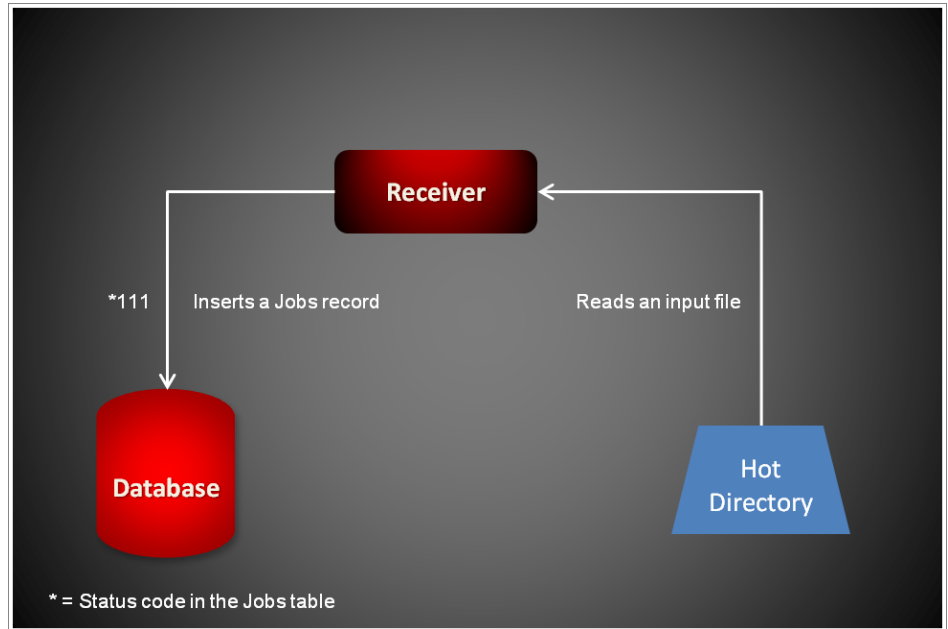 Receiver
*111
Inserts a Jobs record
Reads an input file
Database
Hot
Directory
* = Status code in the Jobs table